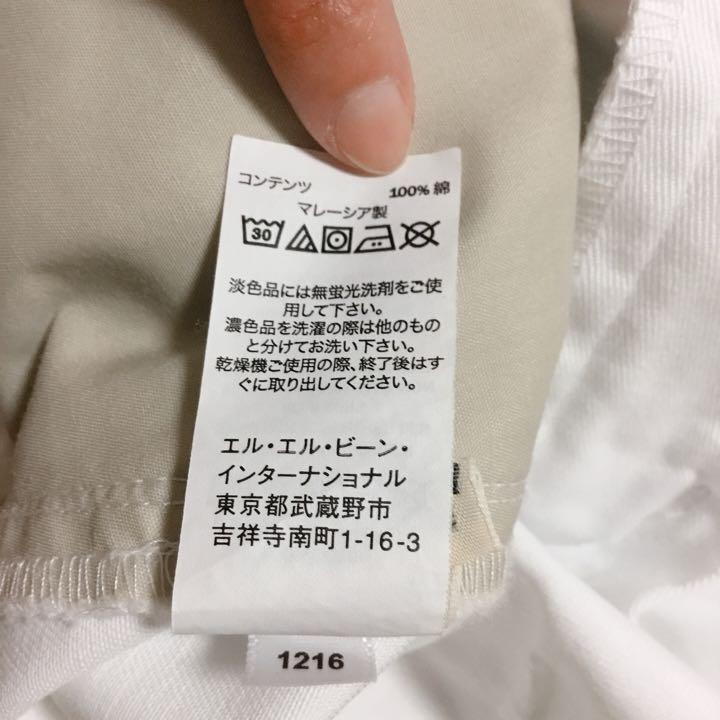 コンテンツ 100% 綿
マレーシア製
30
淡色品には無蛍光洗剤をご使
用して下さい。
濃色品を洗濯の際は他のもの
と分けてお洗い下さい。
乾燥機ご使用の際、終了後はす
ぐに取り出してください。
エル・エル・ビーン・
インターナショナル
東京都武蔵野市
吉祥寺南町1-16-3
1216